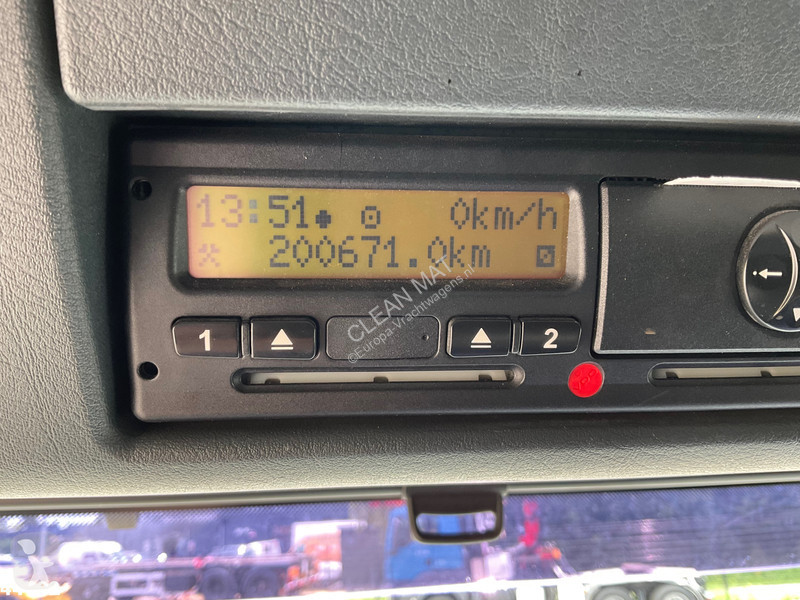 13:51 0km/h
200671.0km
1
2
CLEAN MAT
©Europa.Vrachtwagens.nl